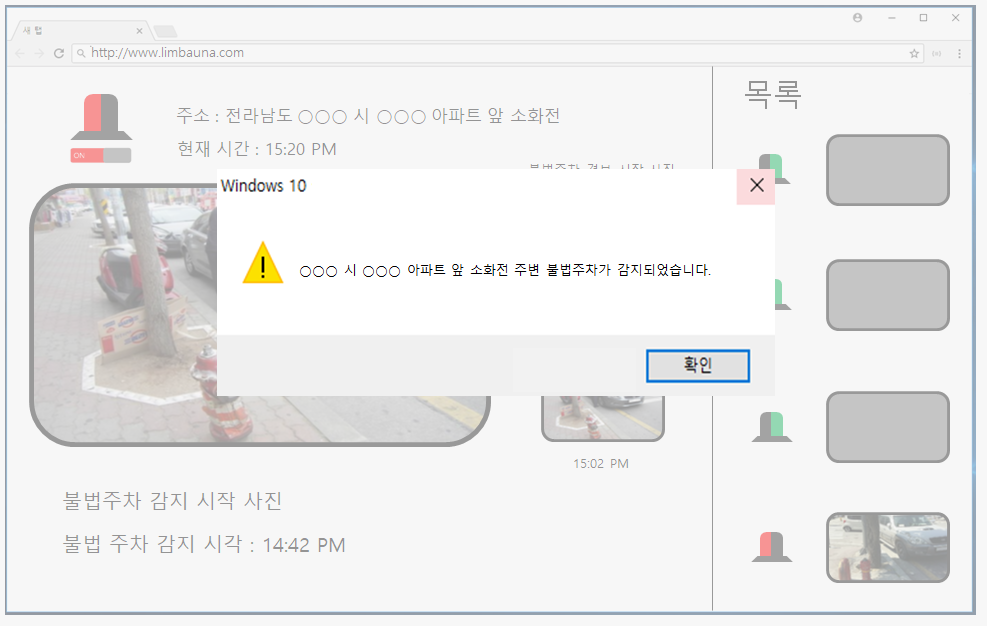 새 탭
http://www.limbauna.com
주소 : 전라남도 ○○○ 시 ○○○ 아파트 앞 소화전
현재 시간 : 15:20 PM
ON
목록
불법주차 경보 시작 사진
Windows 10
○○○ 시 ○○○ 아파트 앞 소화전 주변 불법주차가 감지되었습니다.
확인
15:02 PM
불법주차 감지 시작 사진
불법 주차 감지 시각 : 14:42 PM